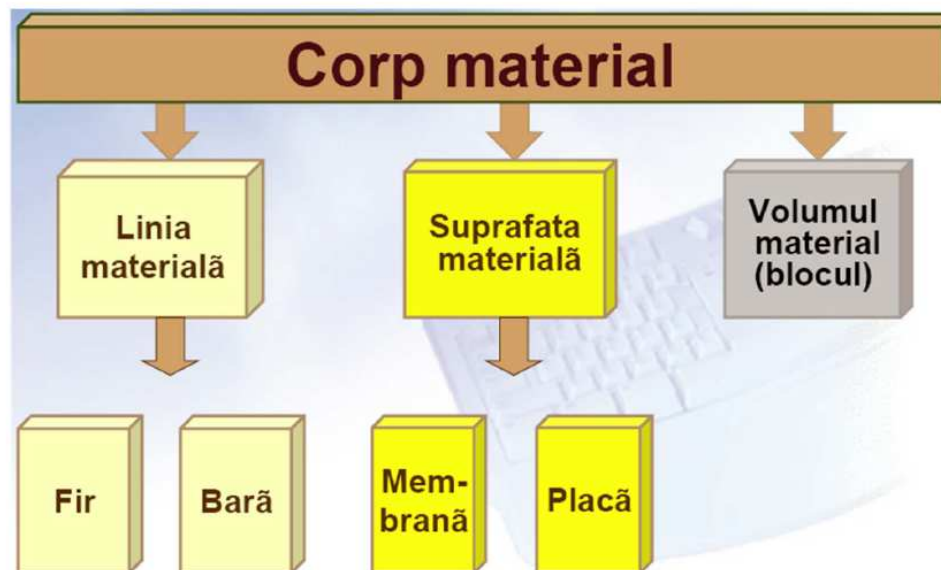 Corp material
Linia
materialã
Suprafata
materialã
Volumul
material
(blocul)
Fir
Barã
Mem-
branã
Placã